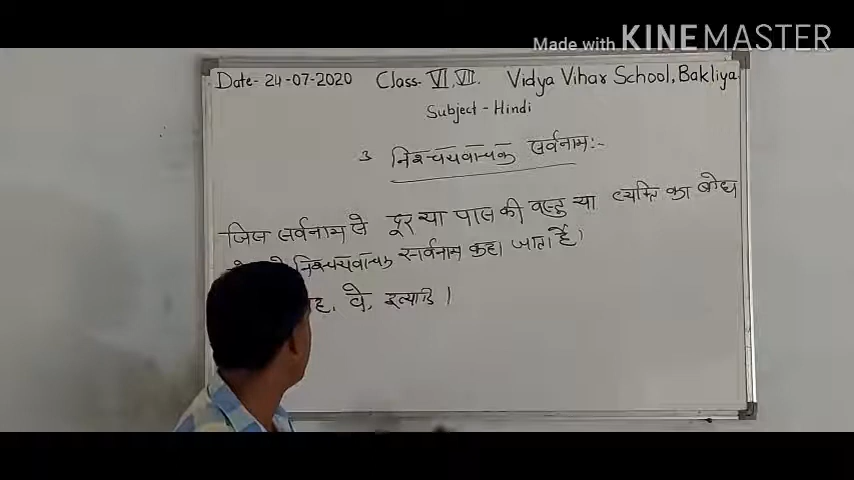 Made with KINEMASTER
Date- 24-07-2020 Class- VI, VII. Vidya Vihar School, Bakliya
Subject - Hindi
3 निश्चयवाचक सर्वनाम:-
जिस सर्वनाम से दूर या पास की वस्तु या व्यक्ति का बोध
निश्चयवाचक सर्वनाम कहा जाता है।
वे, इत्यादि ।